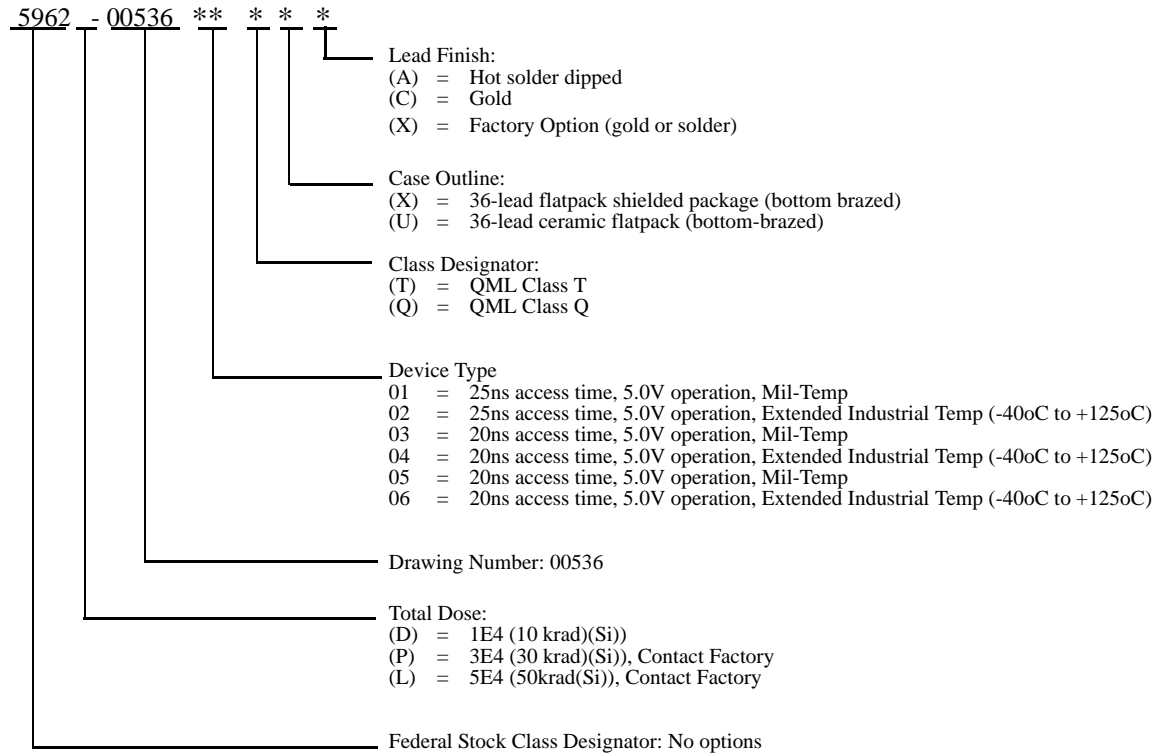 5962 - 00536 ** * * *
Lead Finish:
(A) = Hot solder dipped
(C) = Gold
(X) = Factory Option (gold or solder)
Case Outline:
(X) = 36-lead flatpack shielded package (bottom brazed)
(U) = 36-lead ceramic flatpack (bottom-brazed)
Class Designator:
(T) = QML Class T
(Q) = QML Class Q
Device Type
01 = 25ns access time, 5.0V operation, Mil-Temp
02 = 25ns access time, 5.0V operation, Extended Industrial Temp (-40oC to +125oC)
03 = 20ns access time, 5.0V operation, Mil-Temp
04 = 20ns access time, 5.0V operation, Extended Industrial Temp (-40oC to +125oC)
05 = 20ns access time, 5.0V operation, Mil-Temp
06 = 20ns access time, 5.0V operation, Extended Industrial Temp (-40oC to +125oC)
Drawing Number: 00536
Total Dose:
(D) = 1E4 (10 krad)(Si))
(P) = 3E4 (30 krad)(Si)), Contact Factory
(L) = 5E4 (50krad(Si)), Contact Factory
Federal Stock Class Designator: No options